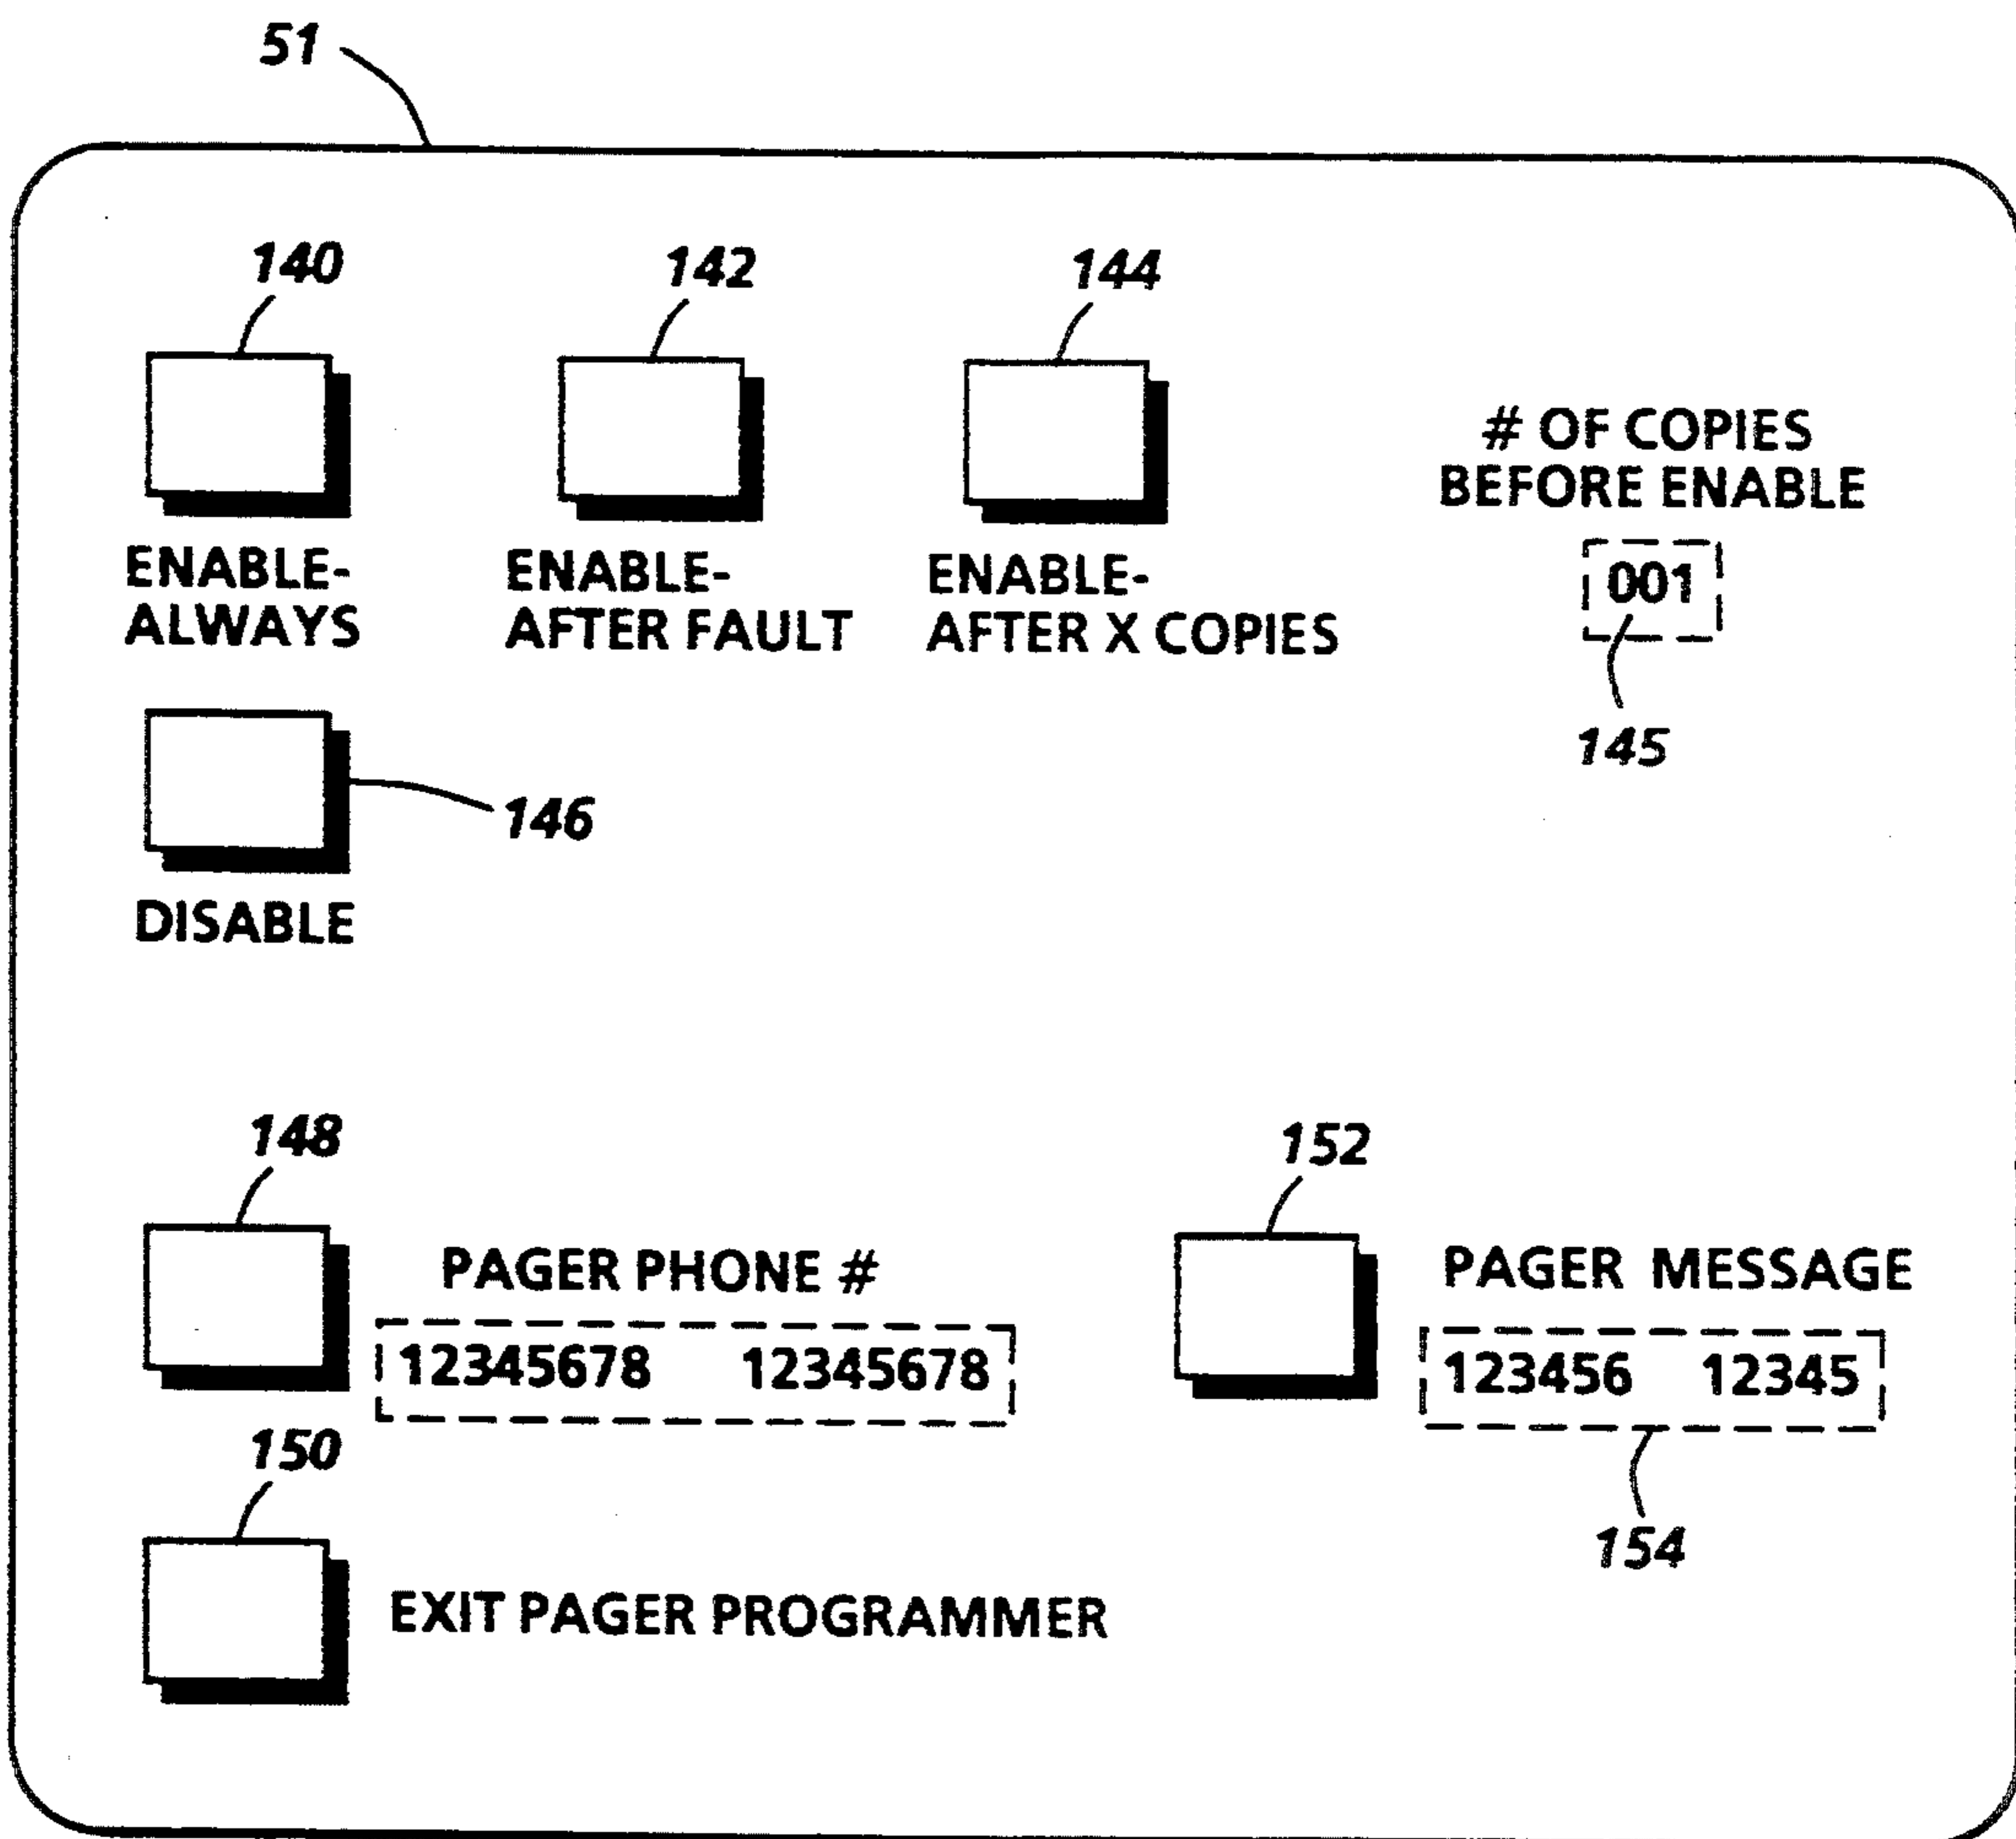 51
140
142
144
# OF COPIES
BEFORE ENABLE
001
145
ENABLE-
ALWAYS
ENABLE-
AFTER FAULT
ENABLE-
AFTER X COPIES
146
DISABLE
148
152
PAGER PHONE #
12345678 12345678
PAGER MESSAGE
123456 12345
154
150
EXIT PAGER PROGRAMMER